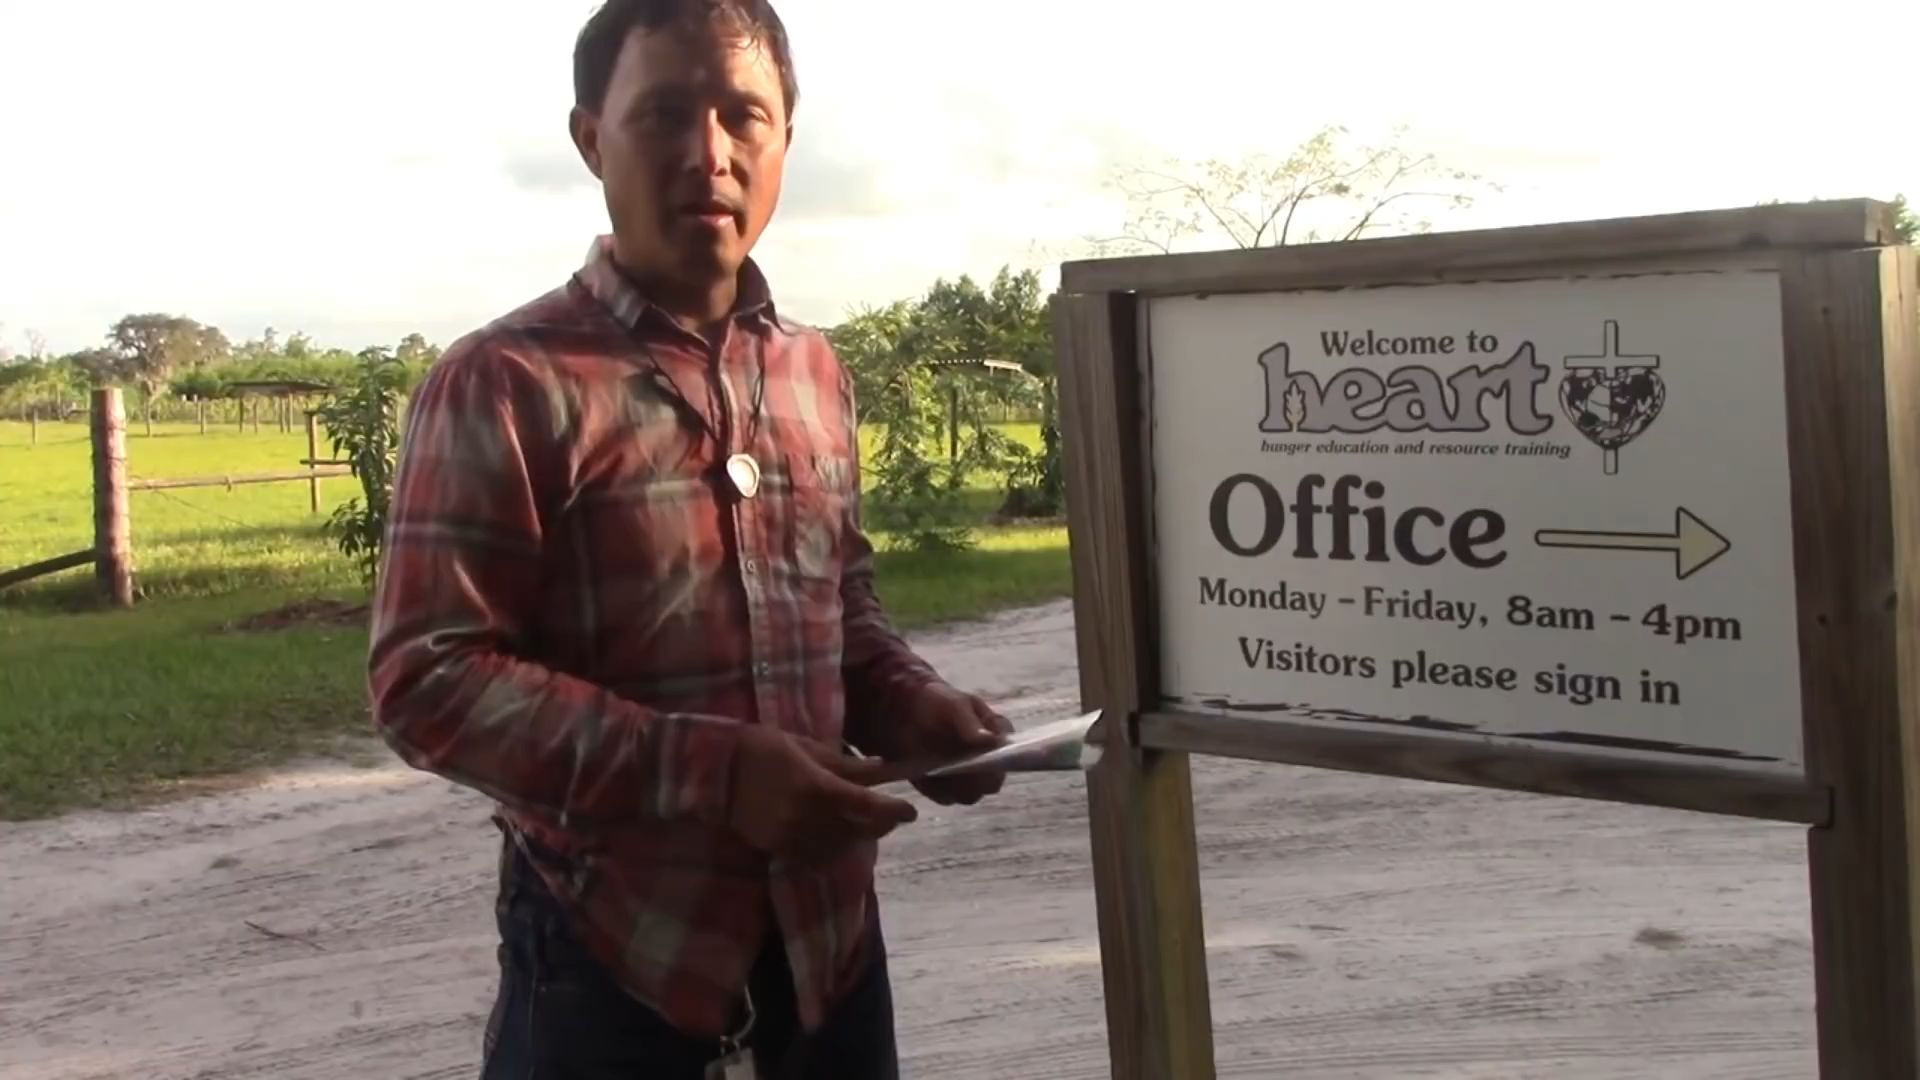 Welcome to
heart
hunger education and resource training
Office
Monday – Friday, 8am – 4pm
Visitors please sign in